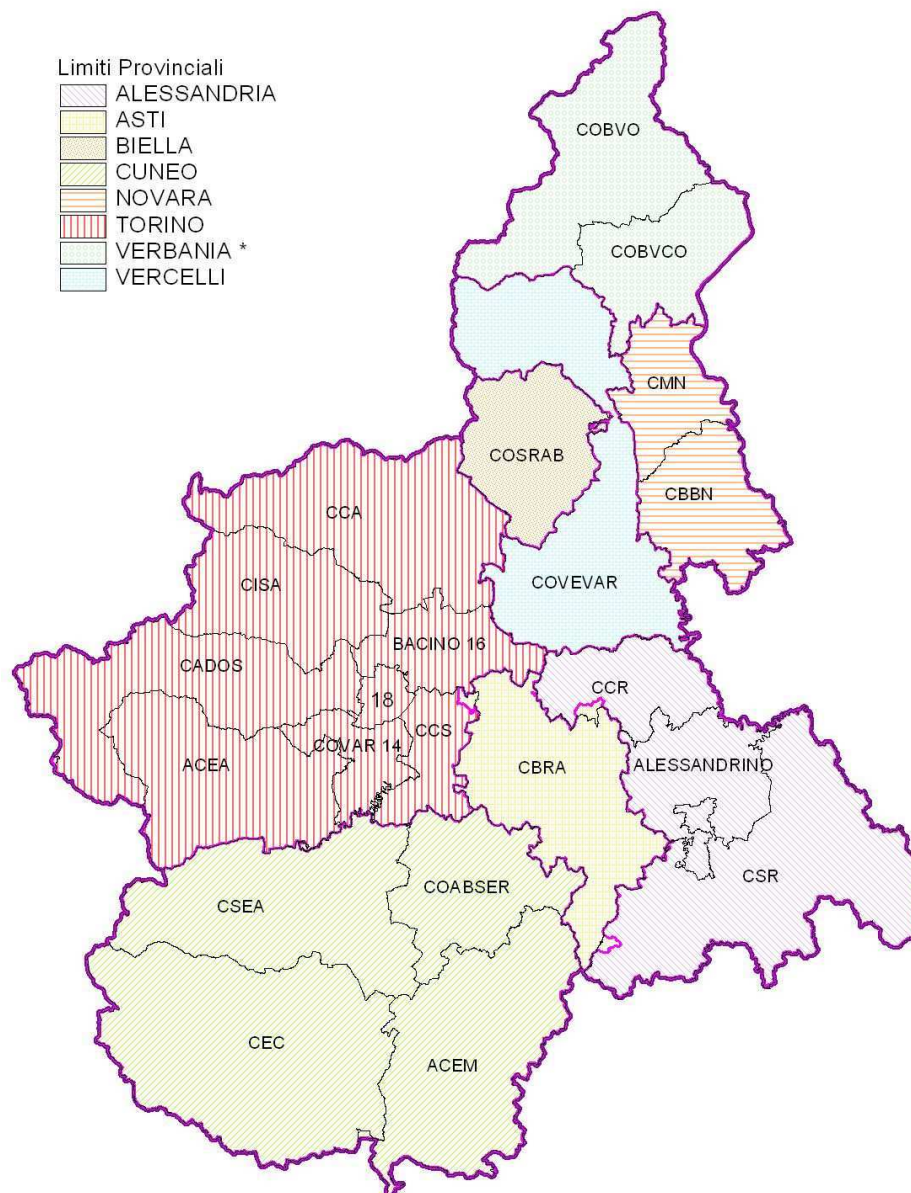 Limiti Provinciali
ALESSANDRIA
ASTI
BIELLA
CUNEO
NOVARA
TORINO
VERBANIA *
VERCELLI
COBVO
COBVCO
CMN
COSRAB
CBBN
CCA
CISA
COVEVAR
BACINO 16
CADOS
CCR
18
CCS
COVAR 14
ACEA
CBRA
ALESSANDRINO
CSR
COABSER
CSEA
CEC
ACEM